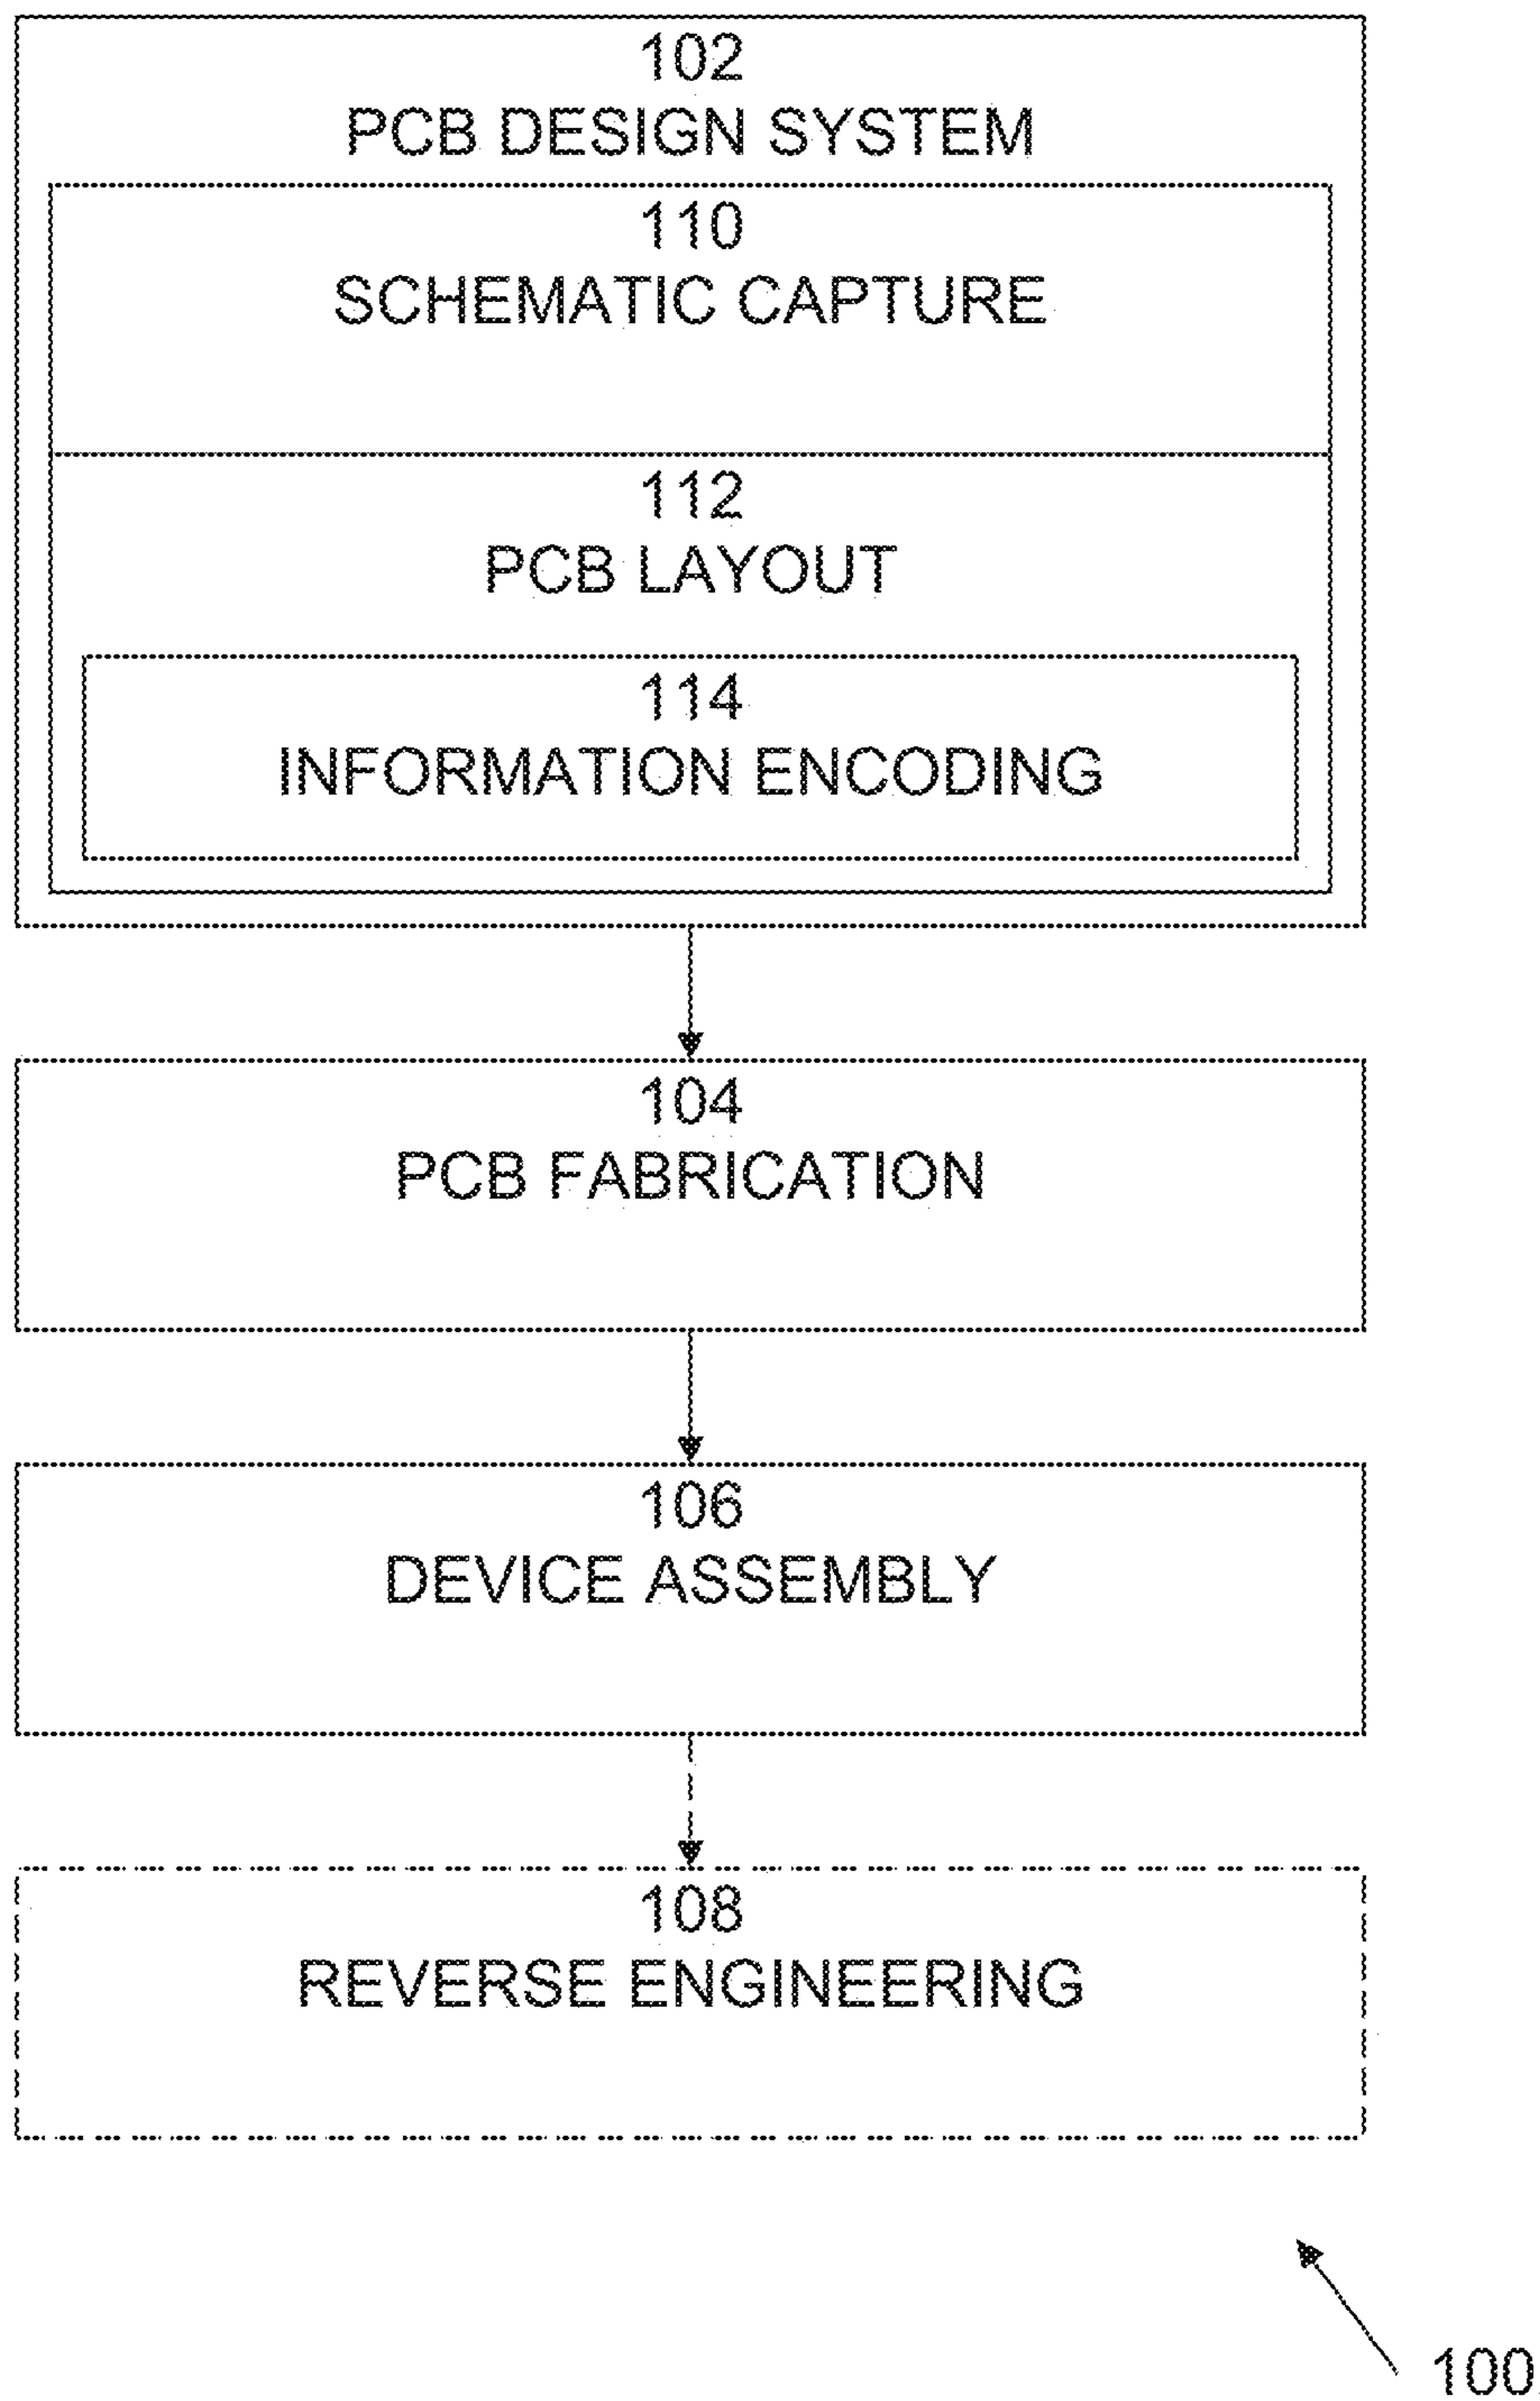 102
PCB DESIGN SYSTEM
110
SCHEMATIC CAPTURE
112
PCB LAYOUT
114
INFORMATION ENCODING
104
PCB FABRICATION
106
DEVICE ASSEMBLY
108
REVERSE ENGINEERING
100